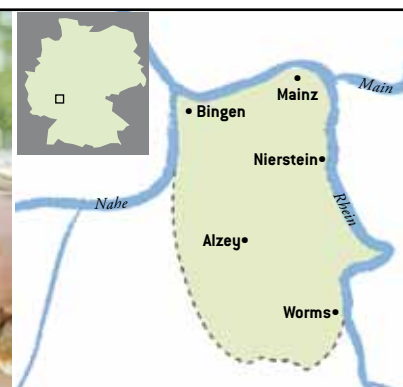 Main
Mainz
Bingen
Nierstein
Nahe
Rhein
Alzey
Worms